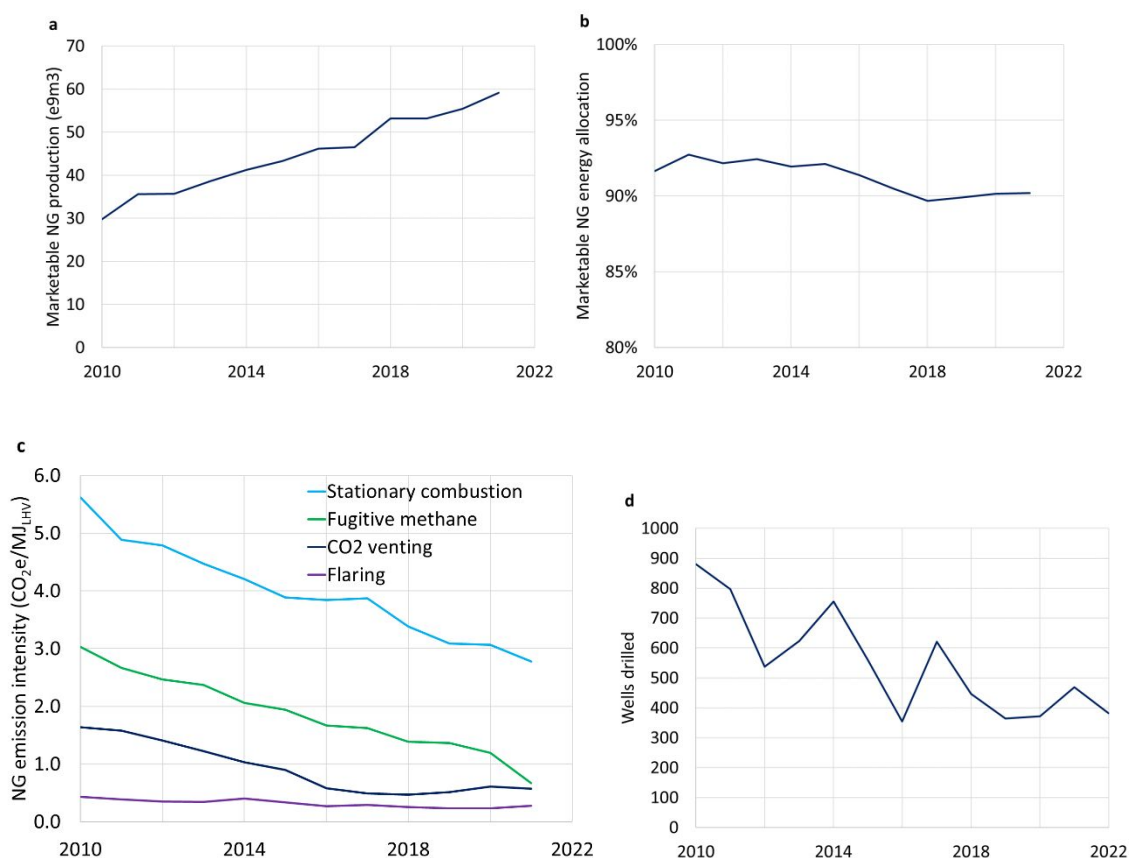 a
Marketable NG production (e9m3)
70
60
50
40
30
20
10
0
2010 2014 2018 2022
b
Marketable NG energy allocation
100%
95%
90%
85%
80%
2010 2014 2018 2022
c
NG emission intensity (CO₂e/MJLHV)
6.0
5.0
4.0
3.0
2.0
1.0
0.0
Stationary combustion
Fugitive methane
CO2 venting
Flaring
2010 2014 2018 2022
d
Wells drilled
1000
900
800
700
600
500
400
300
200
100
0
2010 2014 2018 2022